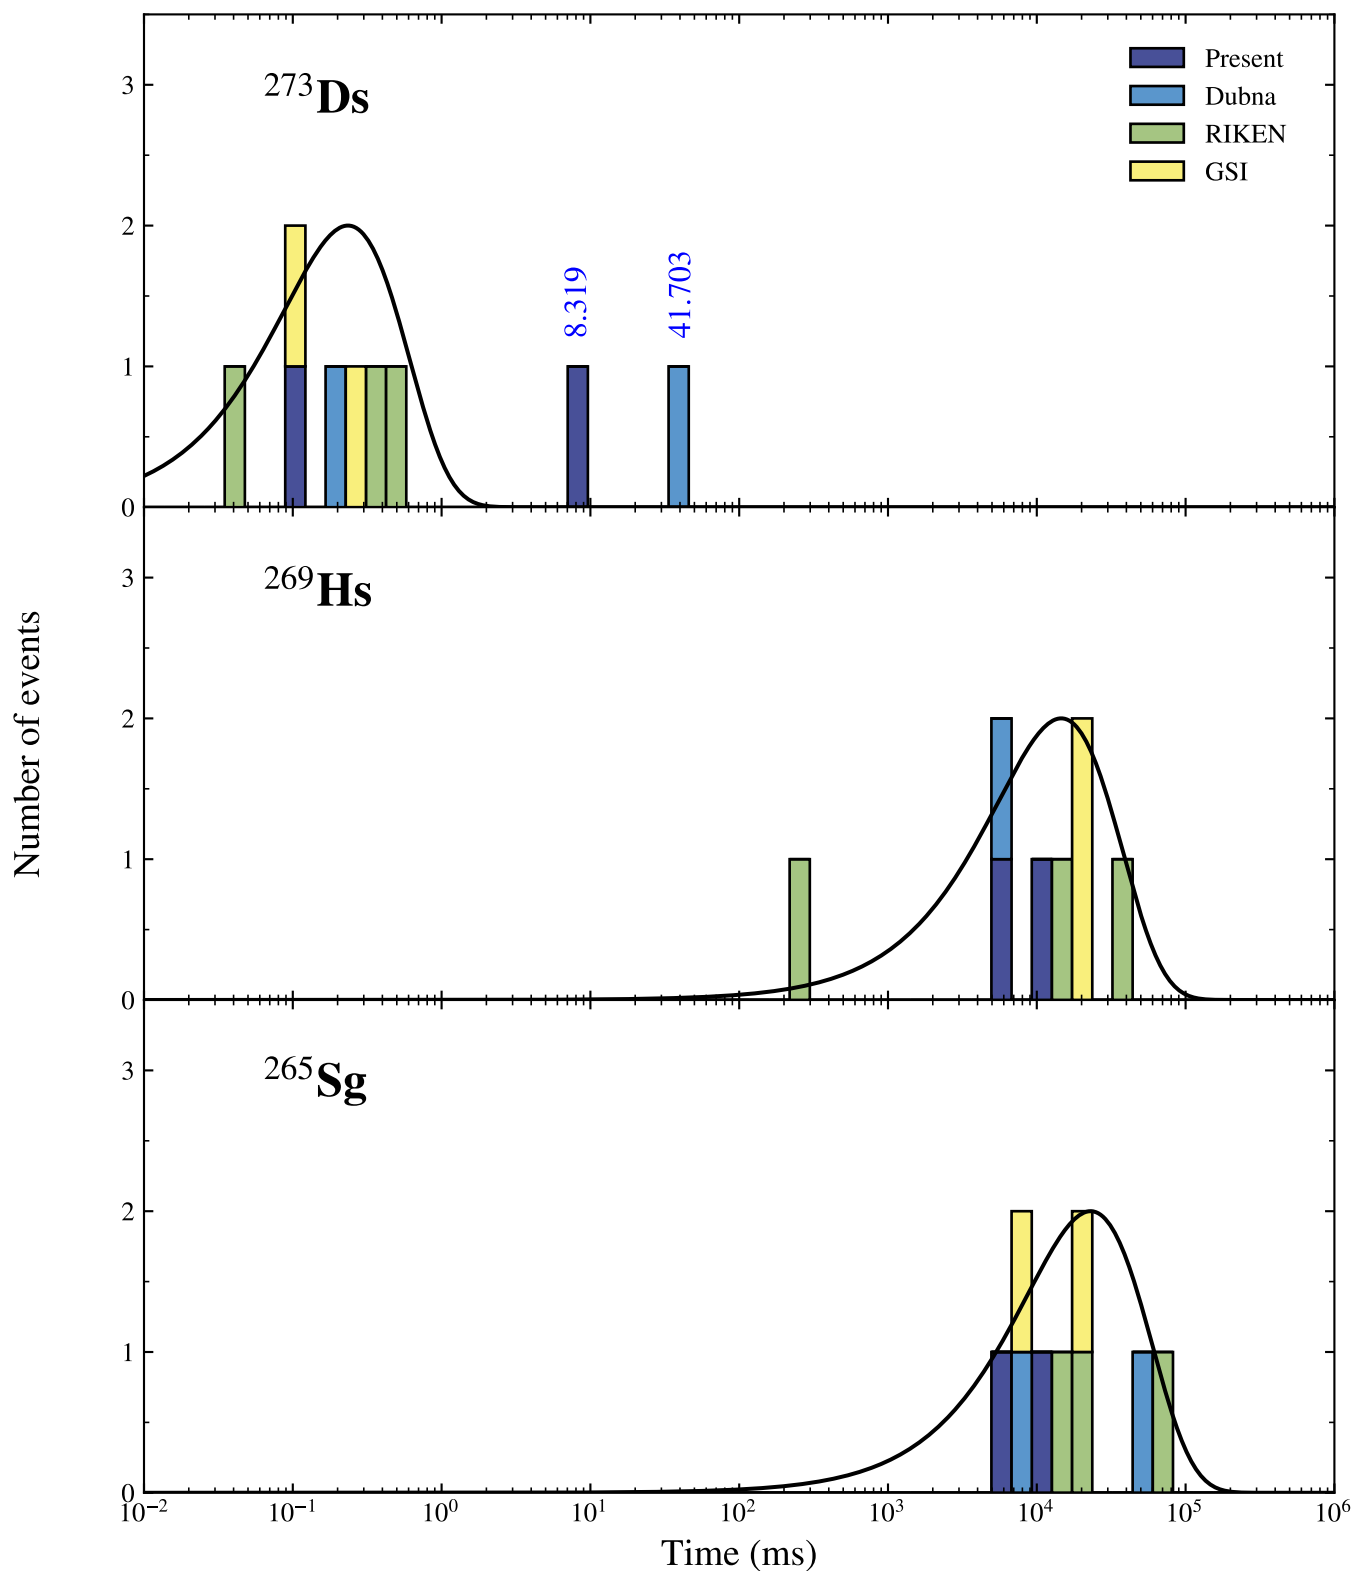 ²⁷³Ds
Present
Dubna
RIKEN
GSI
8.319
41.703
3
2
1
0
²⁶⁹Hs
3
2
1
0
Number of events
²⁶⁵Sg
3
2
1
0
10⁻² 10⁻¹ 10⁰ 10¹ 10² 10³ 10⁴ 10⁵ 10⁶
Time (ms)